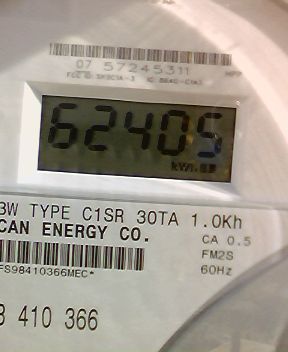 07 57245311
62405
kWh
3W TYPE C1SR 30TA 1.0Kh
CAN ENERGY CO.
CA 0.5
FM2S
60Hz
FS98410366MEC*
3 410 366